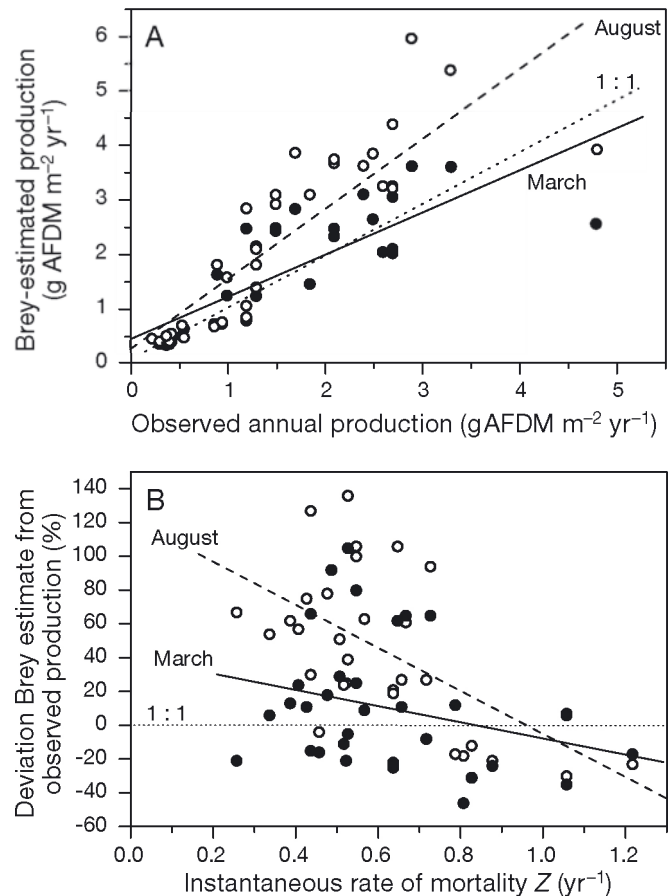 A
6
5
4
3
2
1
0
Brey-estimated production
(g AFDM m⁻² yr⁻¹)
August
1 : 1
March
0 1 2 3 4 5
Observed annual production (gAFDM m⁻² yr⁻¹)
B
140
120
100
80
60
40
20
0
-20
-40
-60
Deviation Brey estimate from
observed production (%)
August
March
1 : 1
0.0 0.2 0.4 0.6 0.8 1.0 1.2
Instantaneous rate of mortality Z (yr⁻¹)